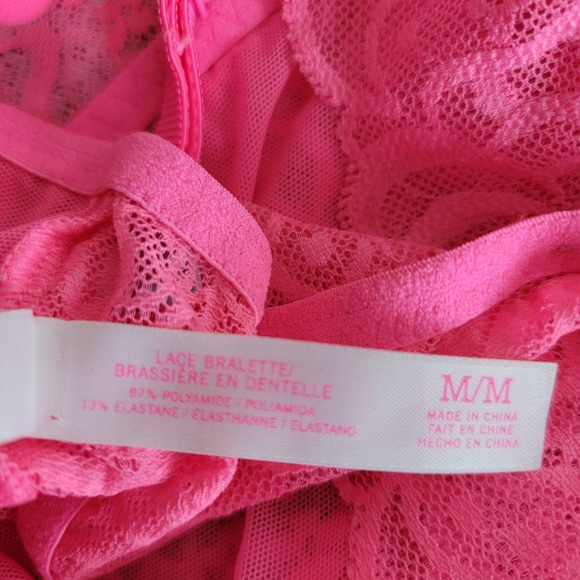 LACE BRALETTE/
BRASSIÈRE EN DENTELLE
87% POLYAMIDE / PULIAMIDA
13% ELASTANE / ÉLASTHANNE / ELASTANO
M/M
MADE IN CHINA
FAIT EN CHINE
HECHO EN CHINA